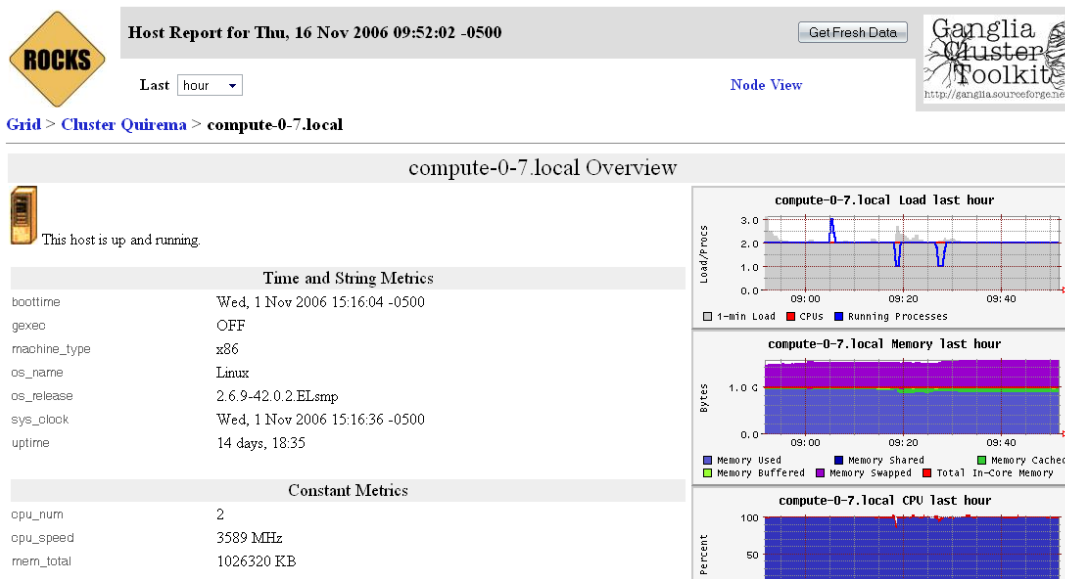 ROCKS
Host Report for Thu, 16 Nov 2006 09:52:02 -0500
Get Fresh Data
Ganglia
Cluster
Toolkit
http://ganglia.sourceforge.ne
Last hour
Node View
Grid > Cluster Quirema > compute-0-7.local
compute-0-7.local Overview
This host is up and running.
Time and String Metrics
boottime Wed, 1 Nov 2006 15:16:04 -0500
gexec OFF
machine_type x86
os_name Linux
os_release 2.6.9-42.0.2.ELsmp
sys_clock Wed, 1 Nov 2006 15:16:36 -0500
uptime 14 days, 18:35
Constant Metrics
cpu_num 2
cpu_speed 3589 MHz
mem_total 1026320 KB
compute-0-7.local Load last hour
Load/Procs
3.0
2.0
1.0
0.0
09:00 09:20 09:40
1-min Load CPUs Running Processes
compute-0-7.local Memory last hour
Bytes
1.0 G
0.0
09:00 09:20 09:40
Memory Used Memory Shared Memory Cached
Memory Buffered Memory Swapped Total In-Core Memory
compute-0-7.local CPU last hour
Percent
100
50